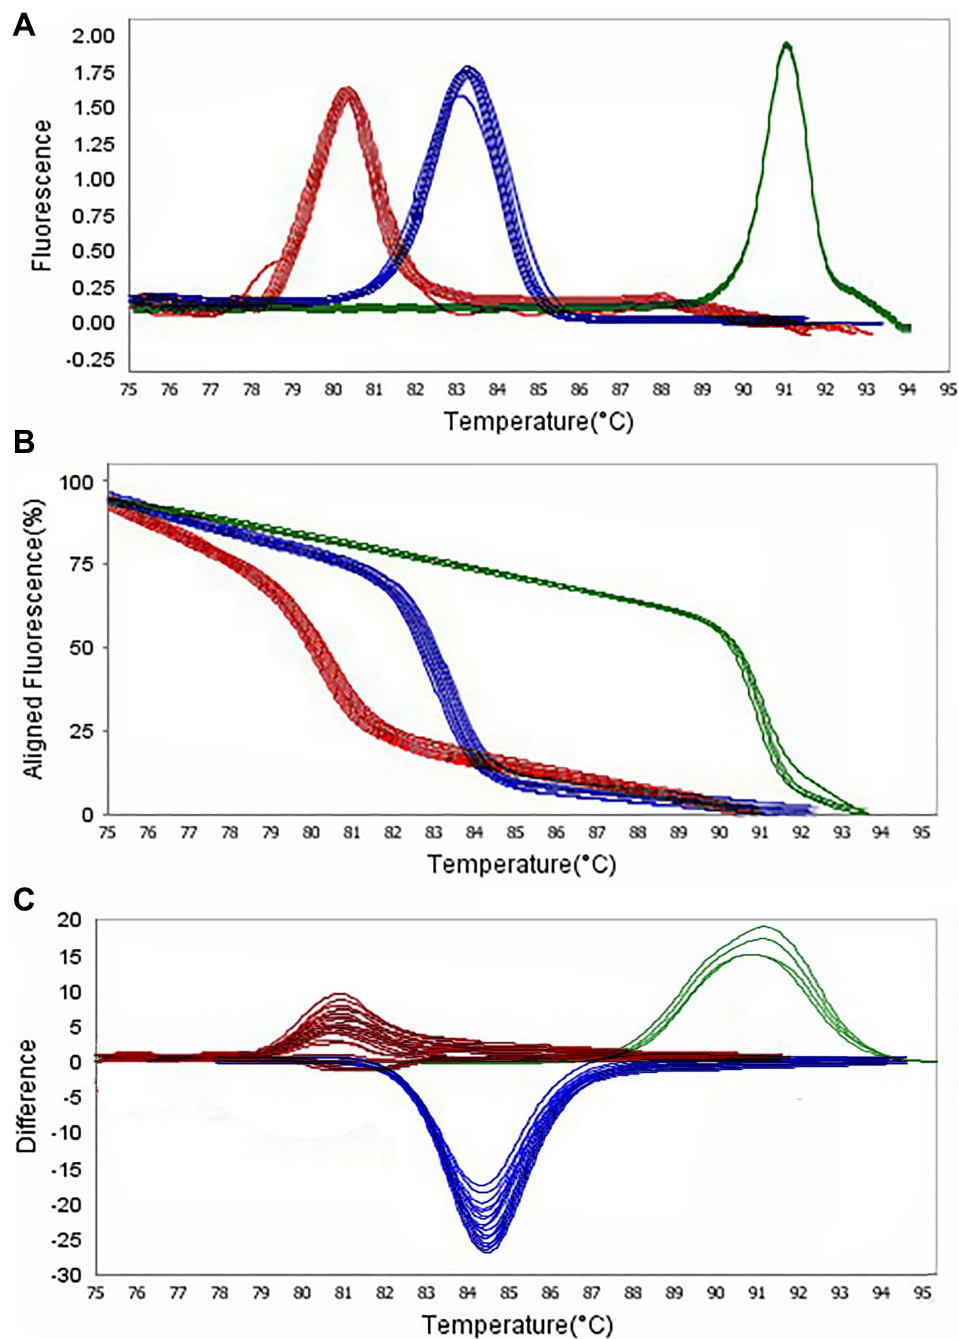 A
2.00
1.75
1.50
1.25
1.00
0.75
0.50
0.25
0.00
-0.25
Fluorescence
75 76 77 78 79 80 81 82 83 84 85 86 87 88 89 90 91 92 93 94 95
Temperature(°C)
B
100
75
50
25
0
Aligned Fluorescence(%)
75 76 77 78 79 80 81 82 83 84 85 86 87 88 89 90 91 92 93 95
Temperature(°C)
C
20
15
10
5
0
-5
-10
-15
-20
-25
-30
Difference
75 76 77 78 79 80 81 83 84 84 85 86 87 88 89 90 91 92 93 94 95
Temperature(°C)